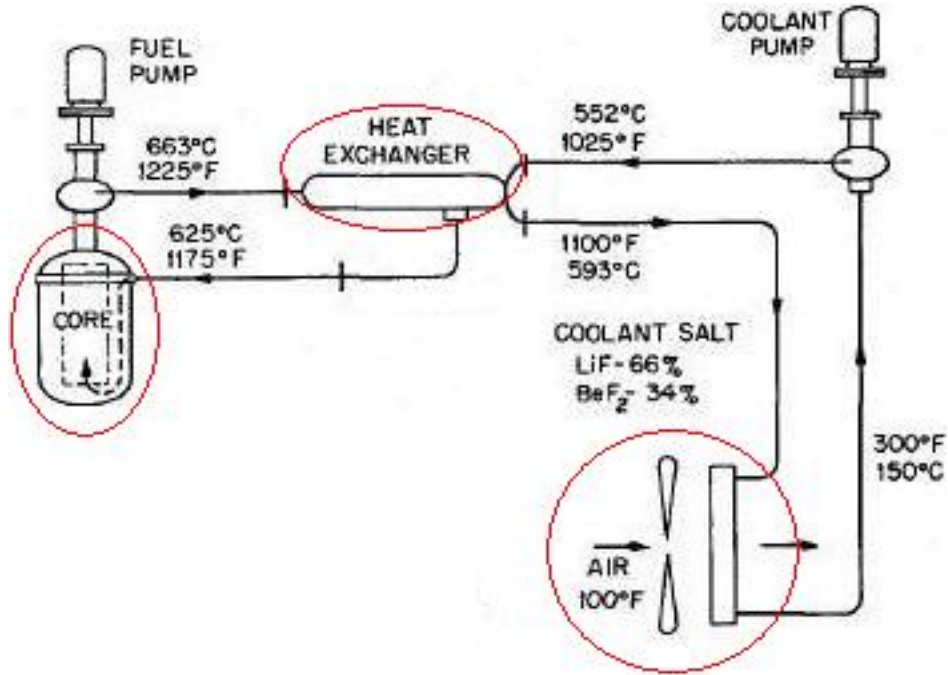 FUEL
PUMP
COOLANT
PUMP
663°C
1225°F
HEAT
EXCHANGER
552°C
1025°F
625°C
1175°F
1100°F
593°C
CORE
COOLANT SALT
LiF-66%
BeF₂-34%
300°F
150°C
AIR
100°F